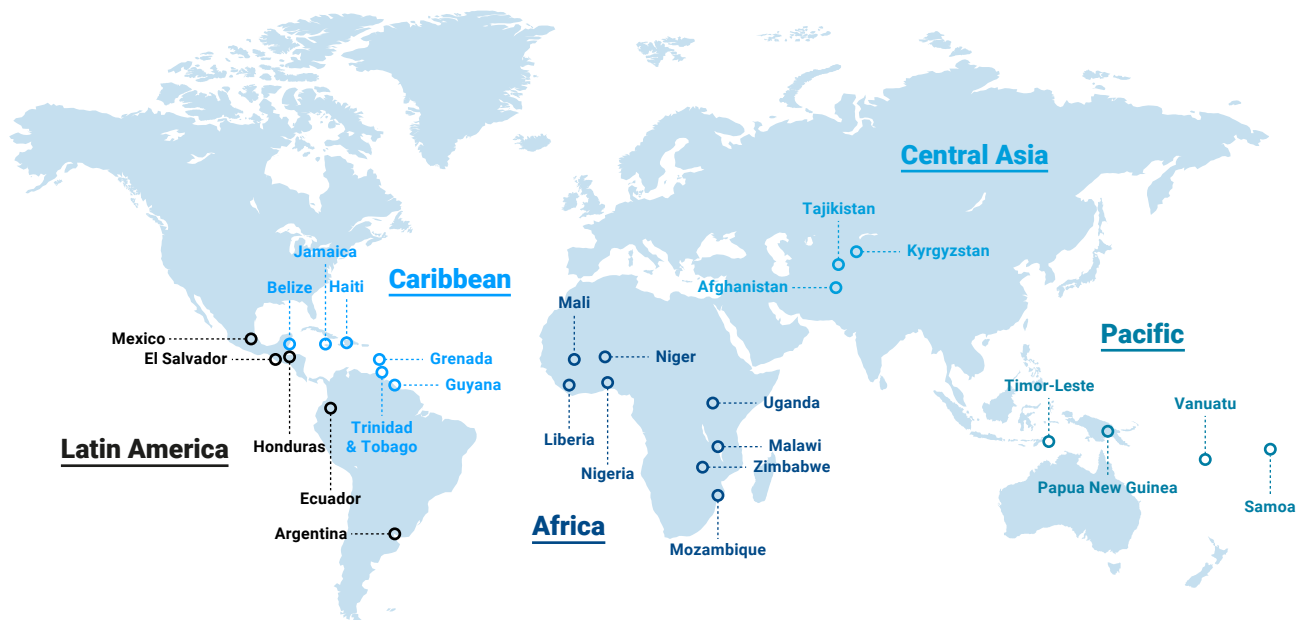 Central Asia
Tajikistan
Kyrgyzstan
Afghanistan
Jamaica
Caribbean
Belize
Haiti
Mexico
El Salvador
Grenada
Guyana
Trinidad
& Tobago
Latin America
Honduras
Ecuador
Argentina
Mali
Niger
Liberia
Nigeria
Uganda
Malawi
Zimbabwe
Africa
Mozambique
Pacific
Timor-Leste
Vanuatu
Papua New Guinea
Samoa